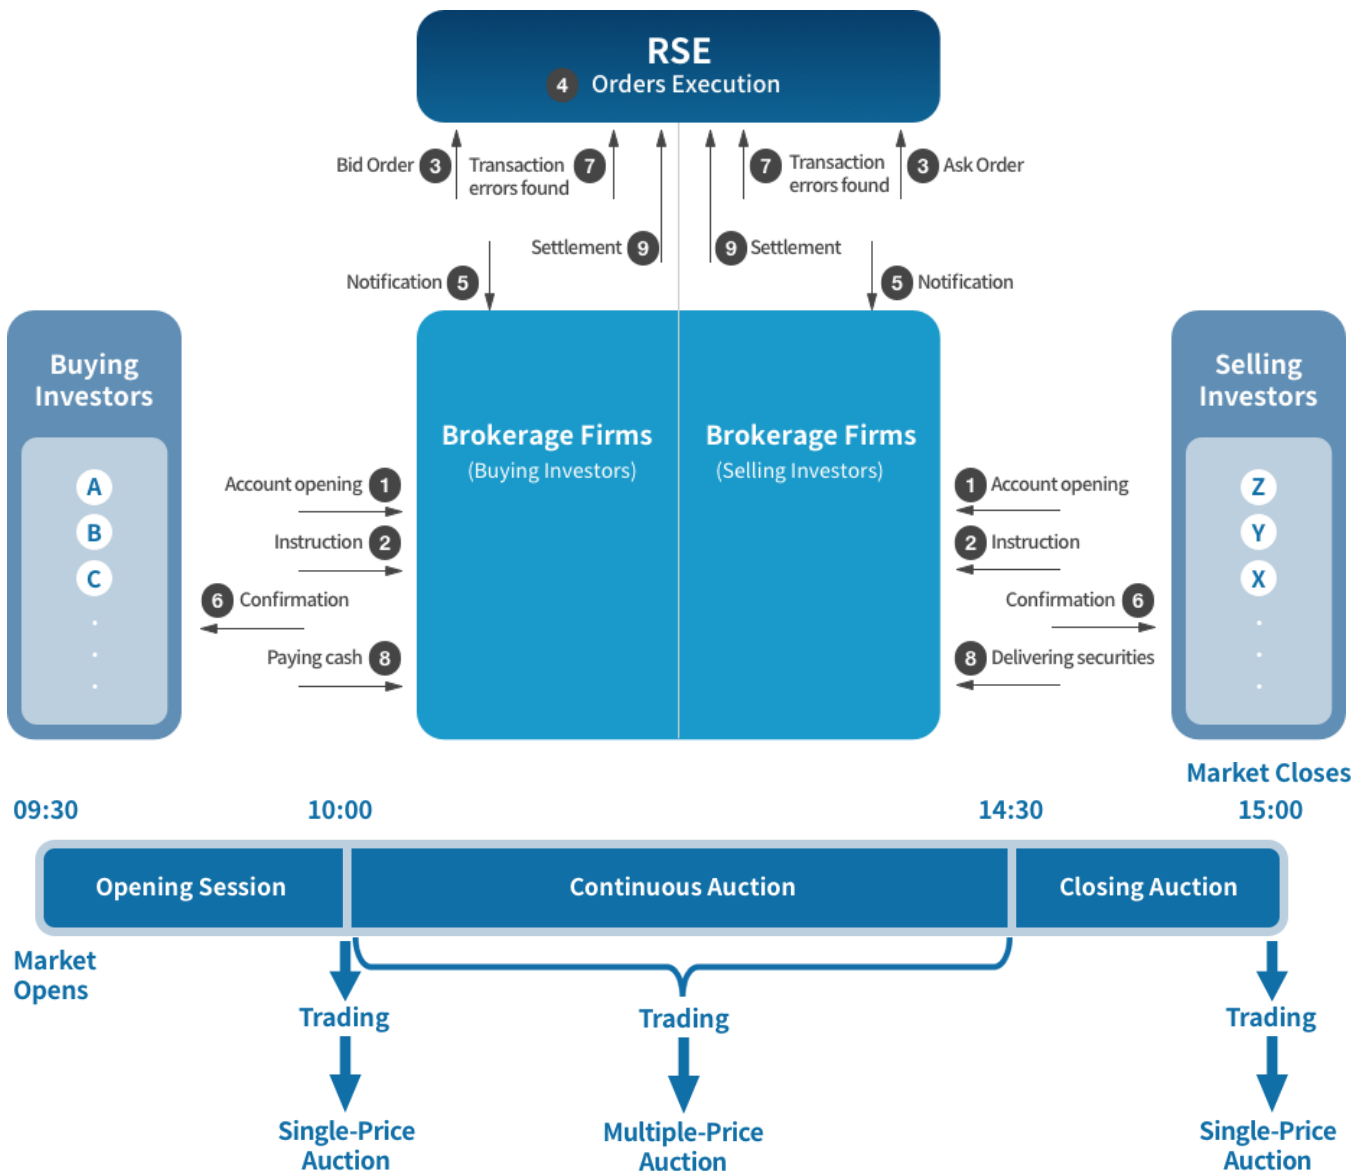 RSE
4 Orders Execution
Bid Order 3
Transaction
errors found
7
7
Transaction
errors found
3 Ask Order
Settlement 9
9 Settlement
Notification 5
5 Notification
Buying
Investors
A
B
C
Account opening 1
Instruction 2
6 Confirmation
Paying cash 8
Brokerage Firms
(Buying Investors)
Brokerage Firms
(Selling Investors)
1 Account opening
2 Instruction
Confirmation 6
8 Delivering securities
Selling
Investors
Z
Y
X
Market Closes
09:30
10:00
14:30
15:00
Opening Session
Continuous Auction
Closing Auction
Market
Opens
Trading
Trading
Trading
Single-Price
Auction
Multiple-Price
Auction
Single-Price
Auction